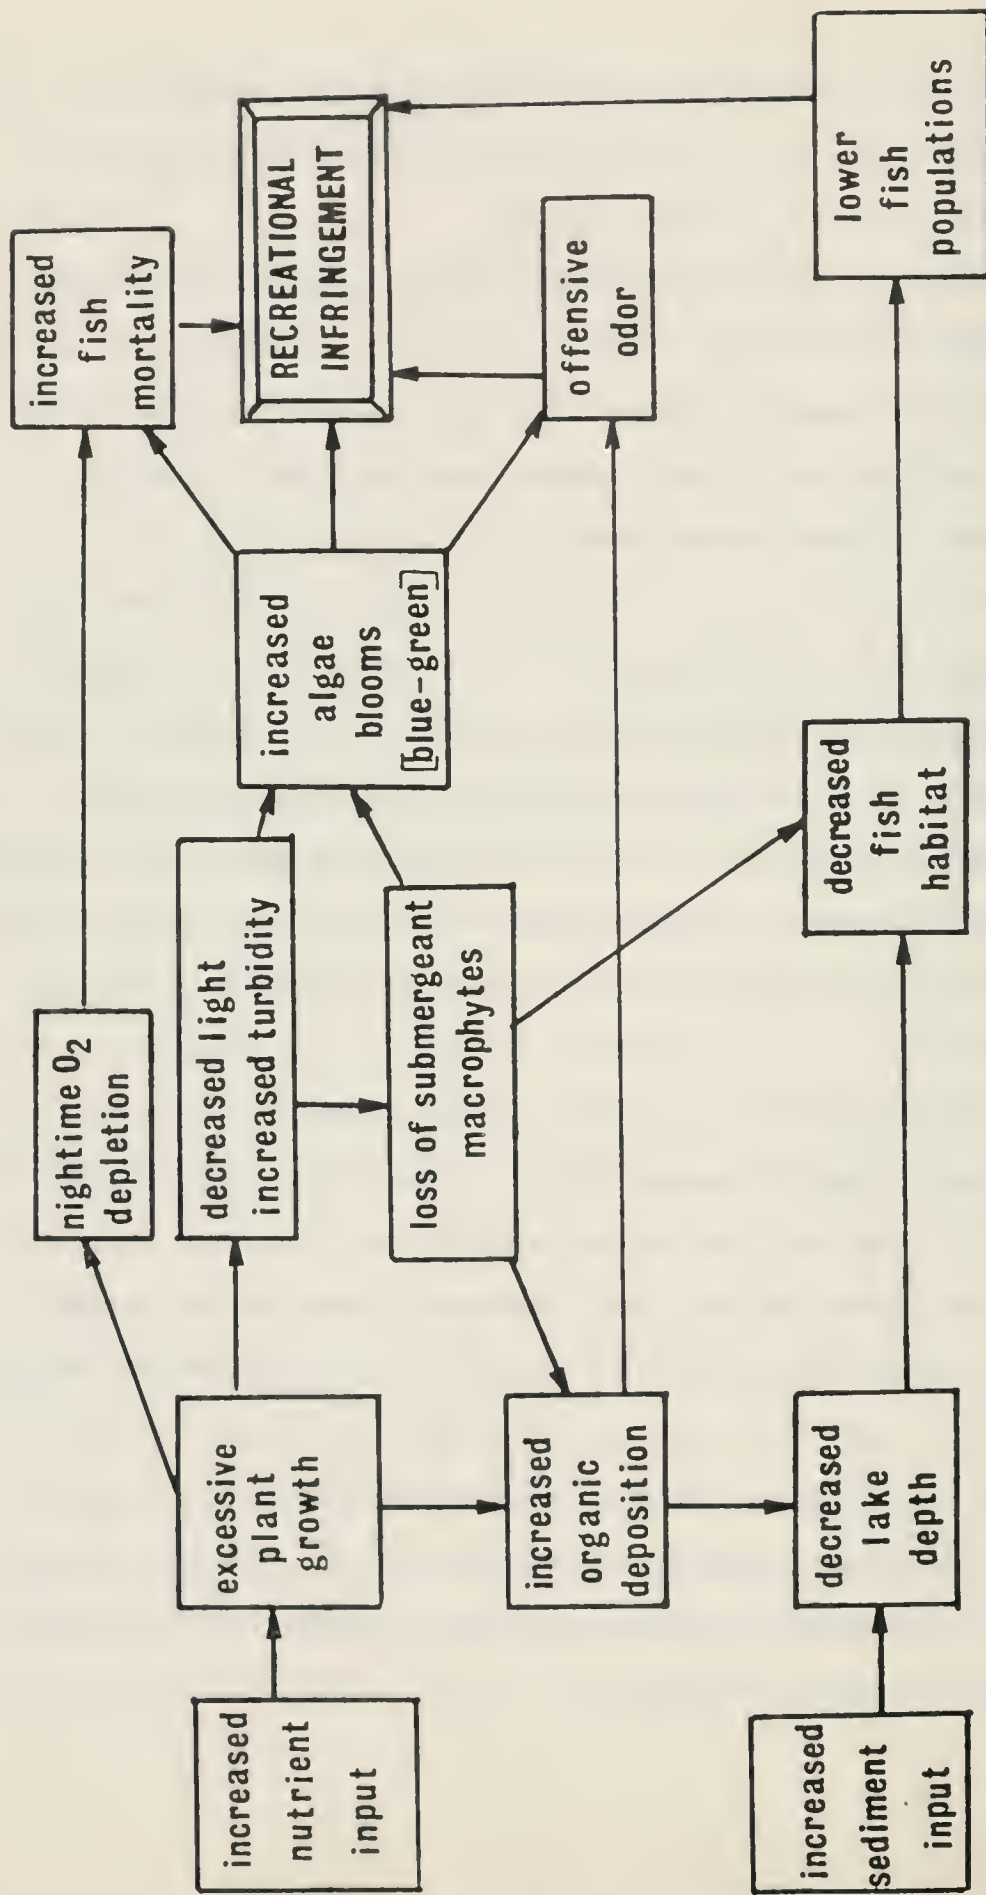 increased
nutrient
input
excessive
plant
growth
nightime O₂
depletion
decreased light
increased turbidity
loss of submergeant
macrophytes
increased
organic
deposition
increased
algae
blooms
[blue-green]
increased
fish
mortality
RECREATIONAL
INFRINGEMENT
offensive
odor
increased
sediment
input
decreased
lake
depth
decreased
fish
habitat
lower
fish
populations